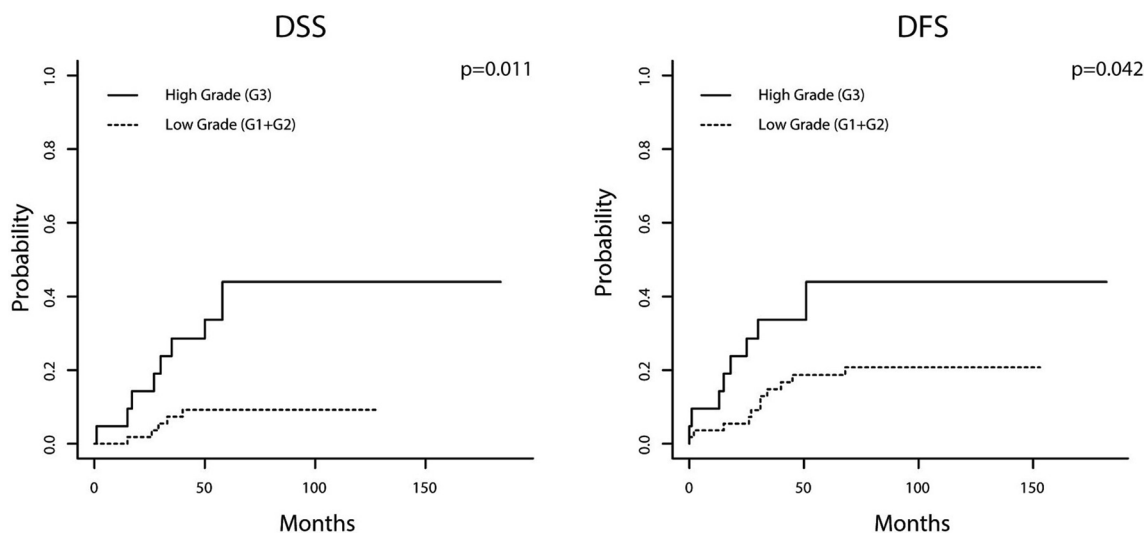 DSS
p=0.011
High Grade (G3)
Low Grade (G1+G2)
Probability
1.0
0.8
0.6
0.4
0.2
0.0
0 50 100 150
Months
DFS
p=0.042
High Grade (G3)
Low Grade (G1+G2)
Probability
1.0
0.8
0.6
0.4
0.2
0.0
0 50 100 150
Months